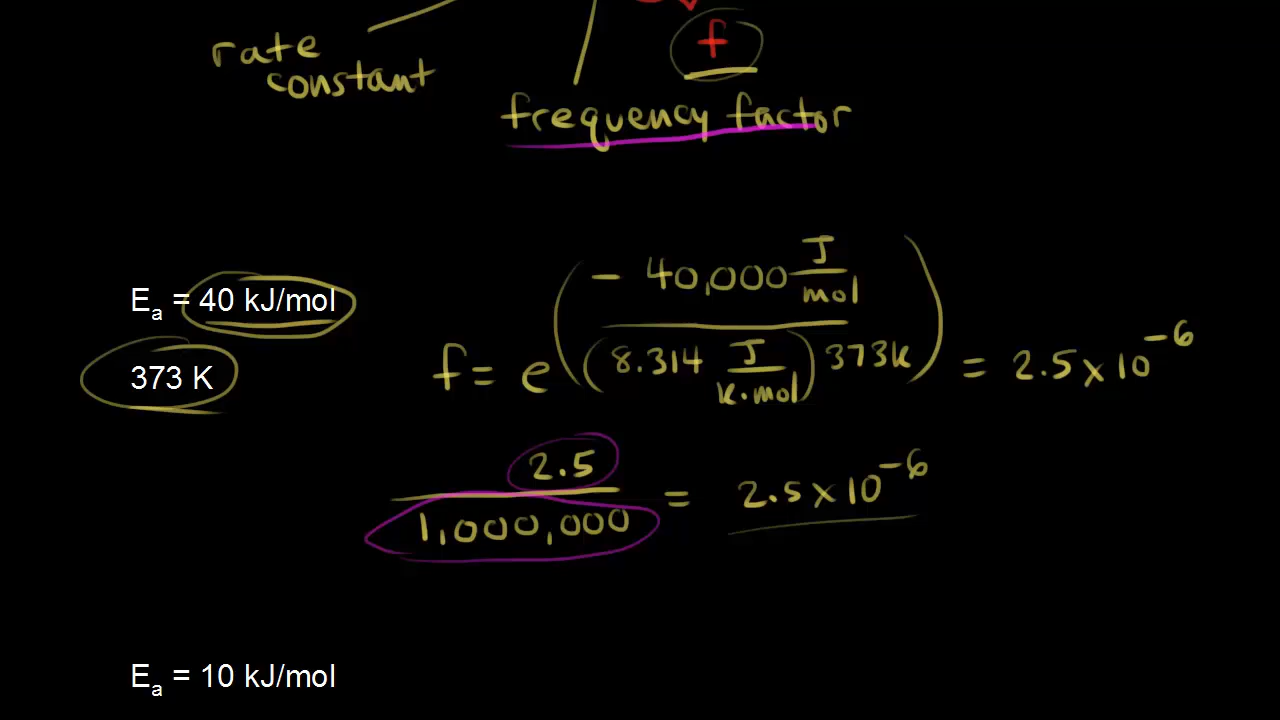 f
rate
constant
frequency factor
Ea = 40 kJ/mol
373 K
f = e^(-40,000 J/mol / (8.314 J/K·mol) 373K) = 2.5 x 10^-6
2.5 / 1,000,000 = 2.5 x 10^-6
Ea = 10 kJ/mol